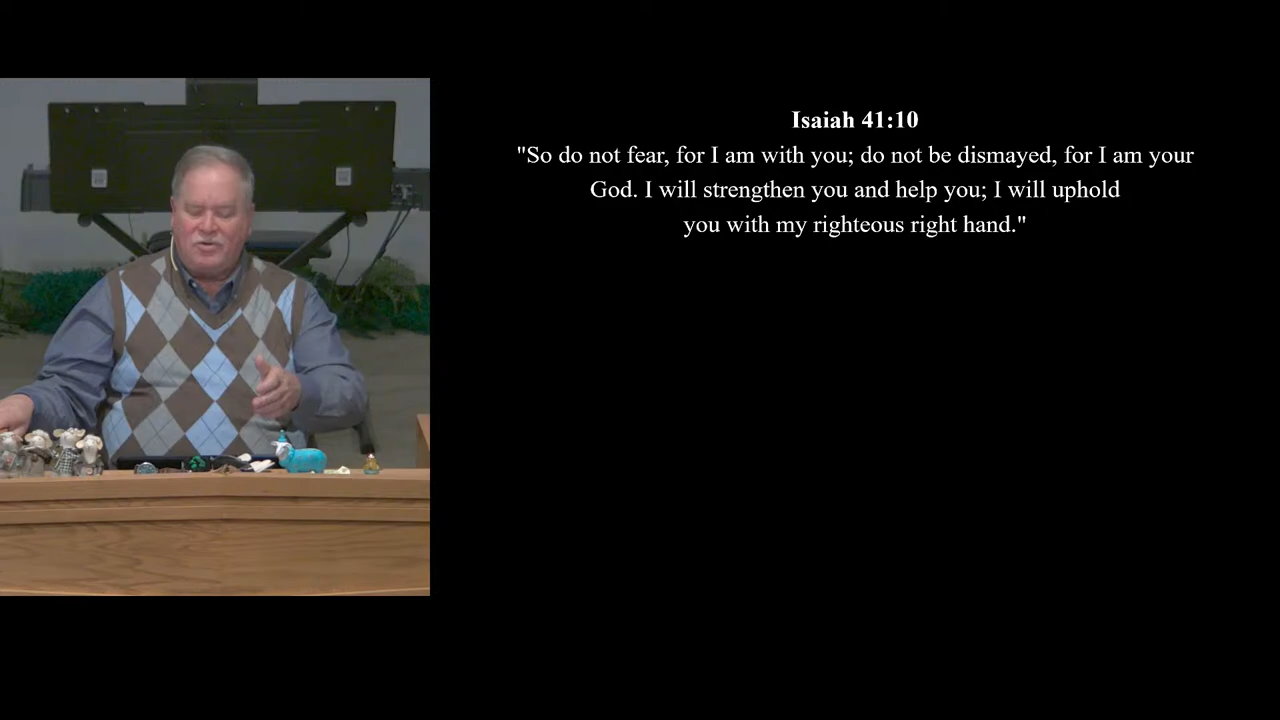 Isaiah 41:10
"So do not fear, for I am with you; do not be dismayed, for I am your
God. I will strengthen you and help you; I will uphold
you with my righteous right hand."